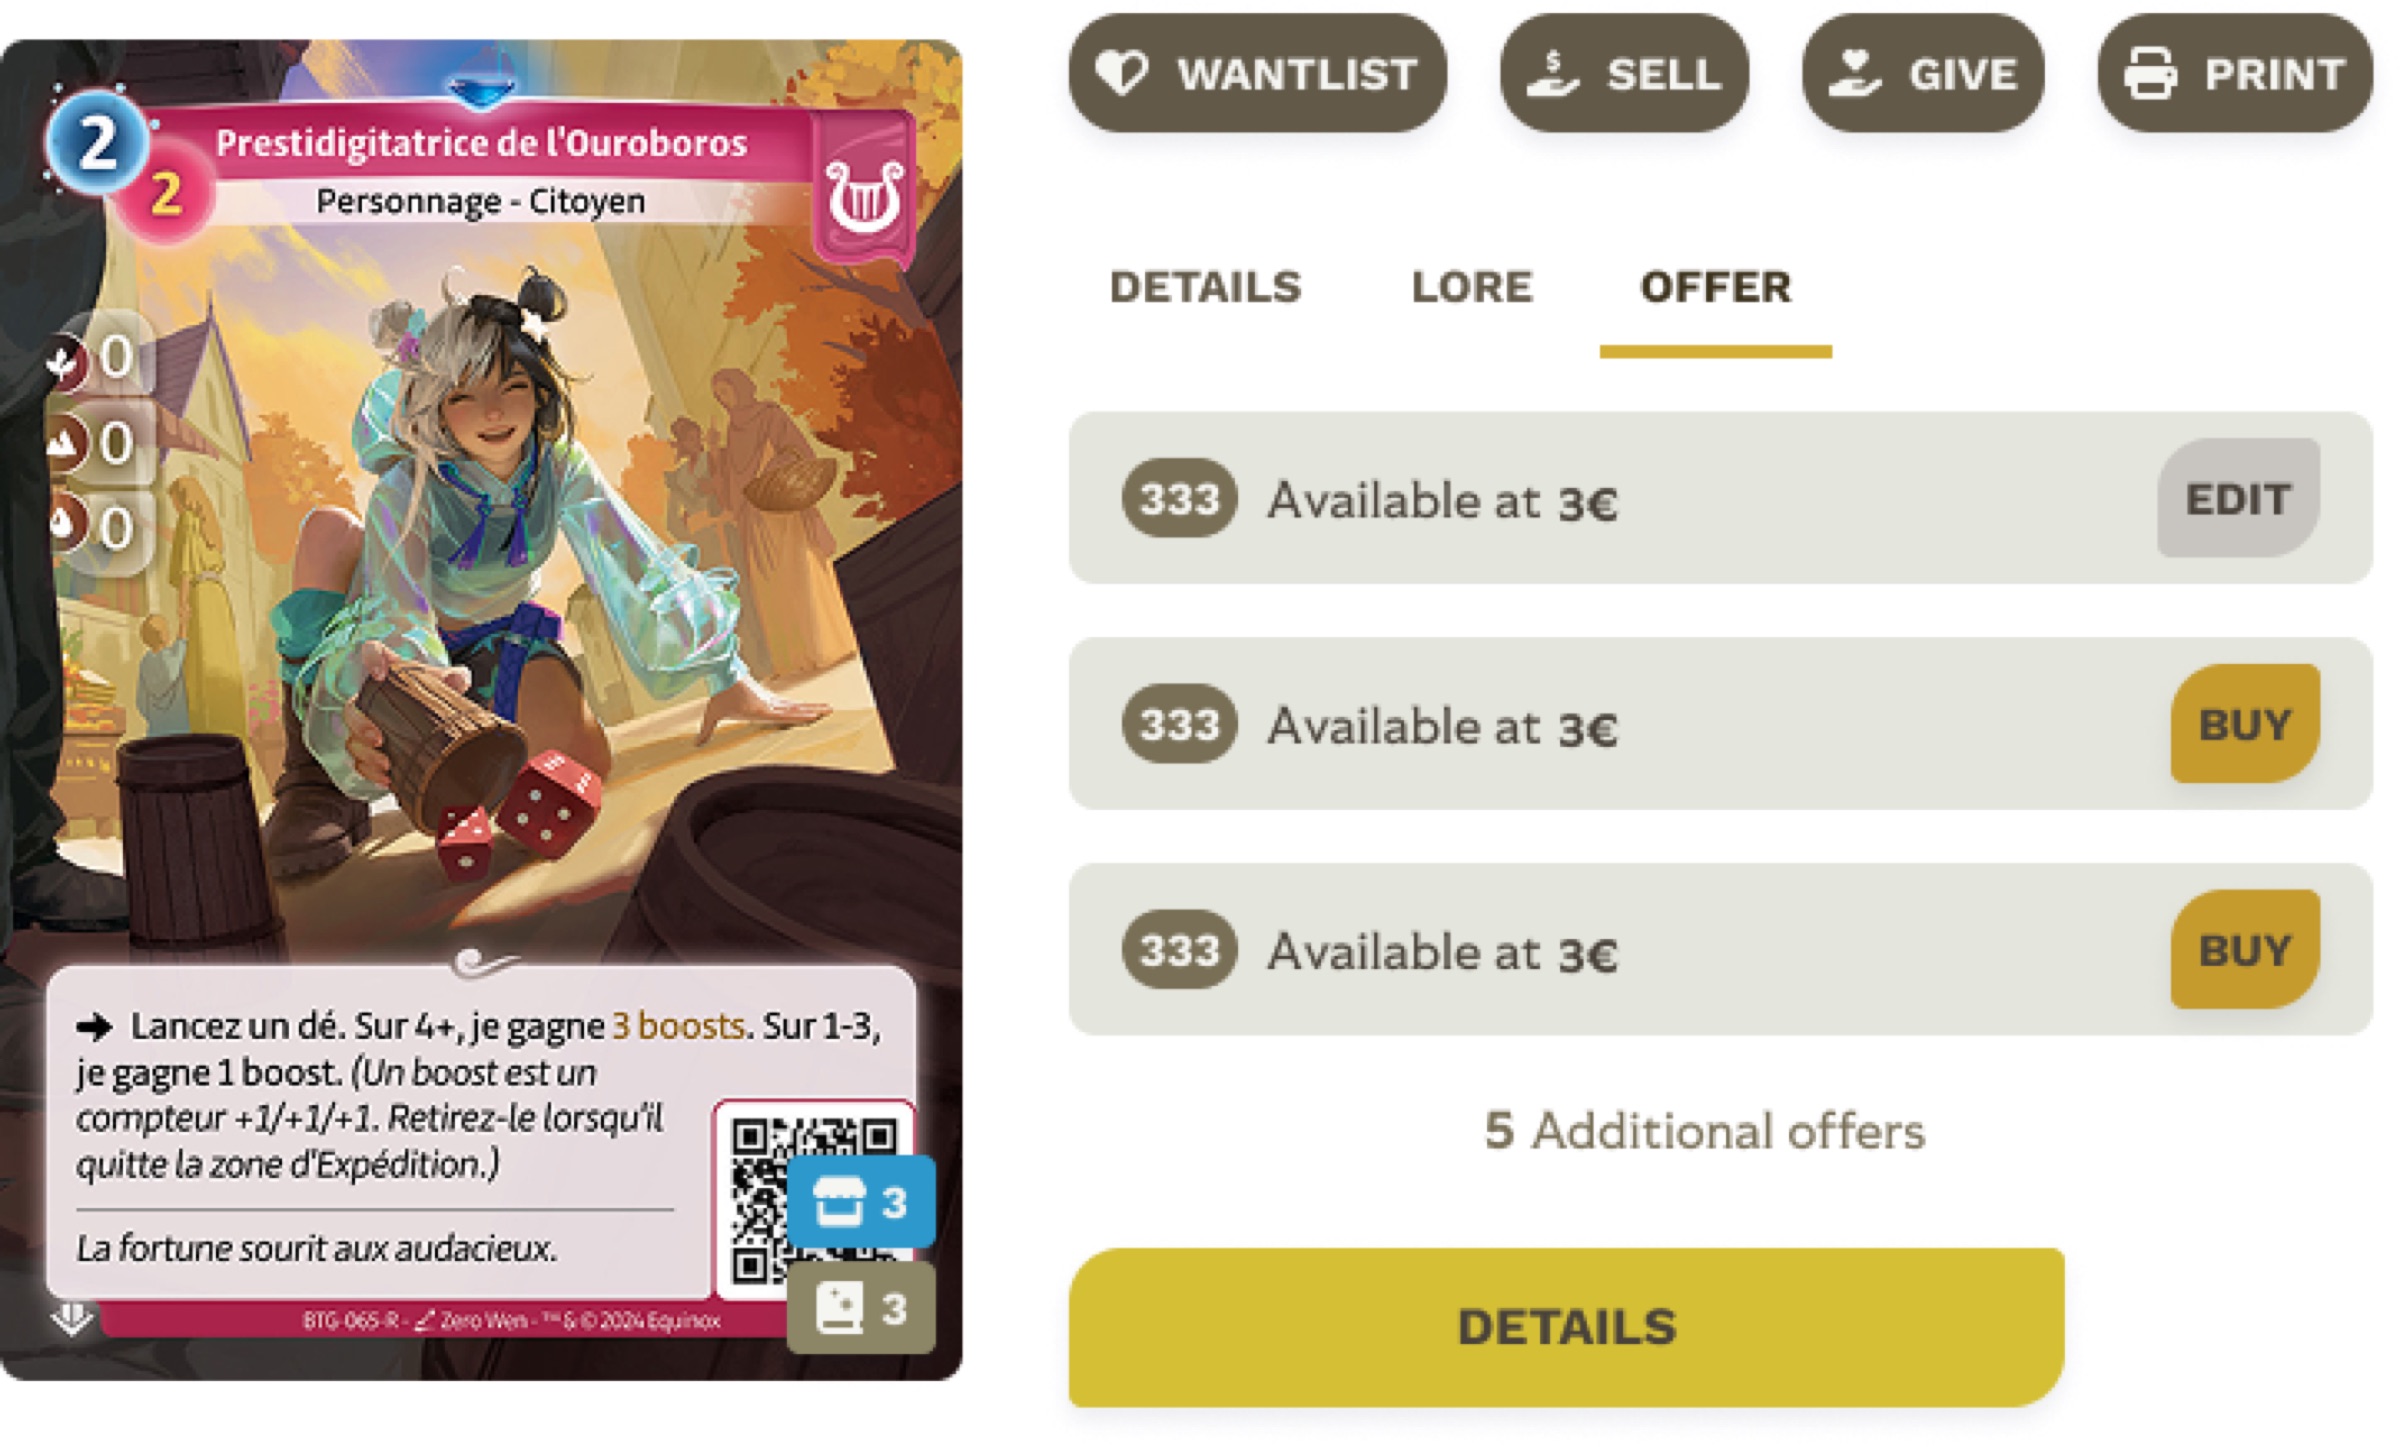 2
2
Prestidigitatrice de l'Ouroboros
Personnage - Citoyen
0
0
0
➔ Lancez un dé. Sur 4+, je gagne 3 boosts. Sur 1-3,
je gagne 1 boost. (Un boost est un
compteur +1/+1/+1. Retirez-le lorsqu'il
quitte la zone d'Expédition.)
La fortune sourit aux audacieux.
3
3
BTG-065-R - Zero Wen - ™ & © 2024 Equinox
WANTLIST SELL GIVE PRINT
DETAILS LORE OFFER
333 Available at 3€ EDIT
333 Available at 3€ BUY
333 Available at 3€ BUY
5 Additional offers
DETAILS